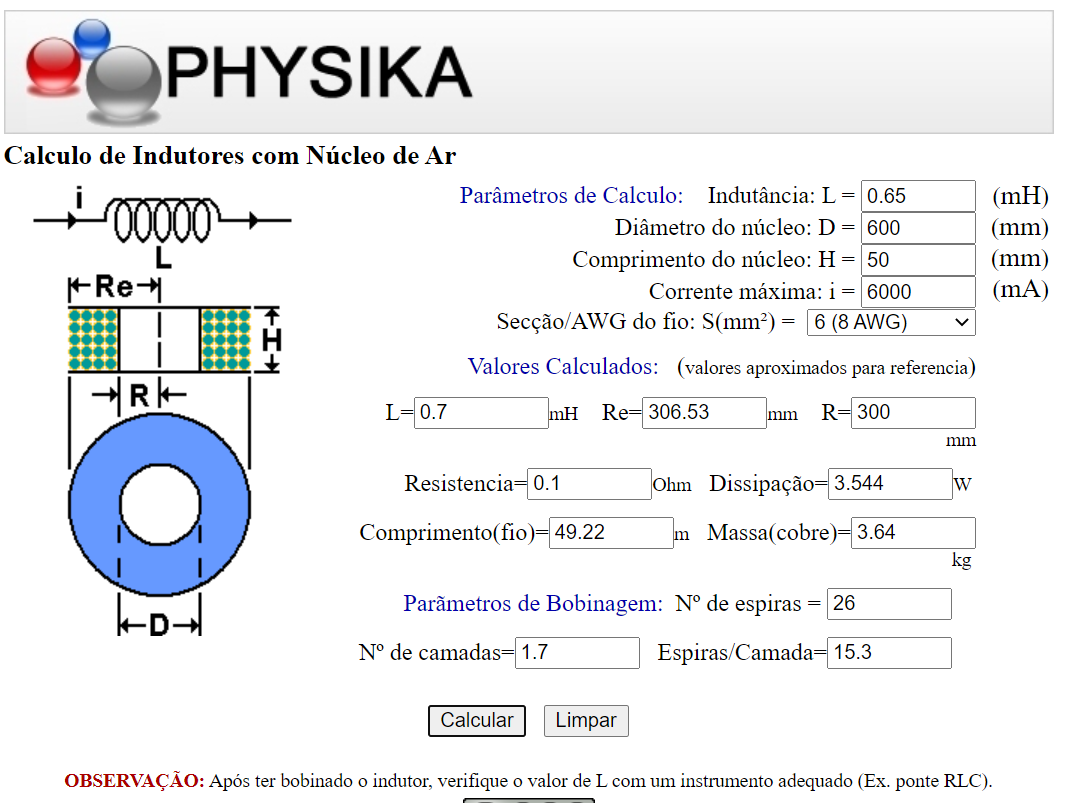 PHYSIKA
Calculo de Indutores com Núcleo de Ar
i
L
Re
H
R
D
Parâmetros de Calculo: Indutância: L = 0.65 (mH)
Diâmetro do núcleo: D = 600 (mm)
Comprimento do núcleo: H = 50 (mm)
Corrente máxima: i = 6000 (mA)
Secção/AWG do fio: S(mm²) = 6 (8 AWG)
Valores Calculados: (valores aproximados para referencia)
L= 0.7 mH Re= 306.53 mm R= 300
mm
Resistencia= 0.1 Ohm Dissipação= 3.544 W
Comprimento(fio)= 49.22 m Massa(cobre)= 3.64
kg
Parãmetros de Bobinagem: Nº de espiras = 26
Nº de camadas= 1.7 Espiras/Camada= 15.3
Calcular Limpar
OBSERVAÇÃO: Após ter bobinado o indutor, verifique o valor de L com um instrumento adequado (Ex. ponte RLC).